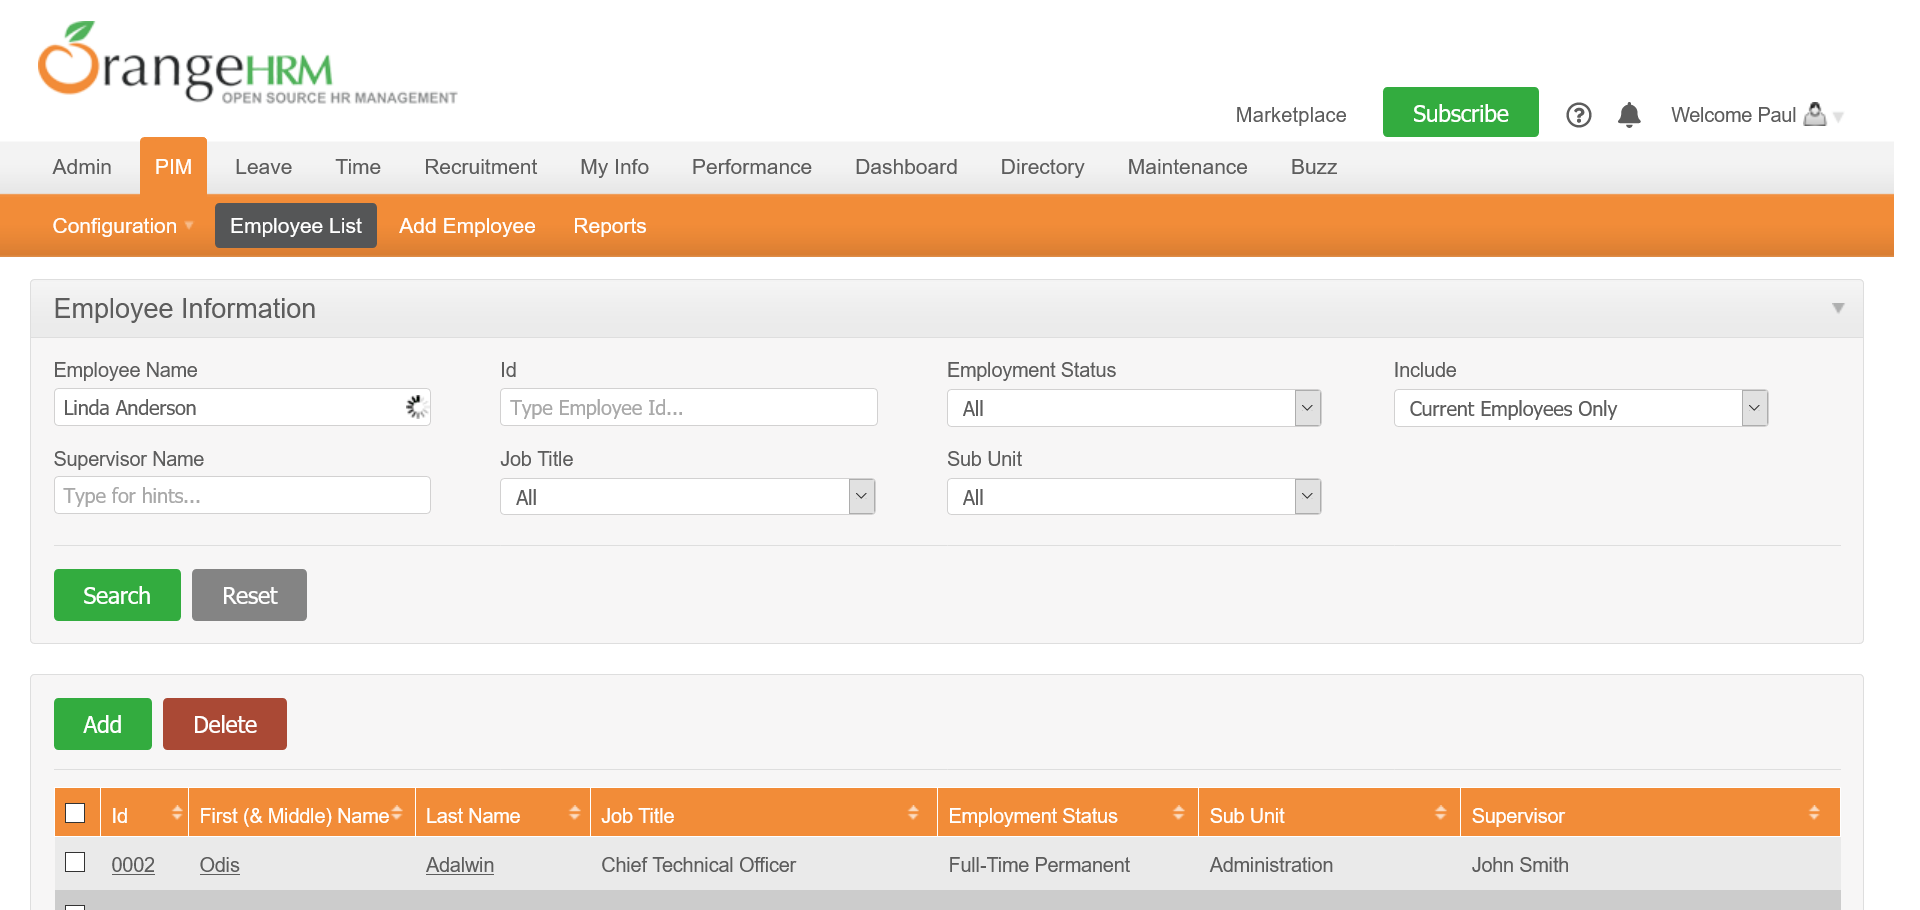 OrangeHRM
OPEN SOURCE HR MANAGEMENT
Marketplace Subscribe ? Welcome Paul
Admin PIM Leave Time Recruitment My Info Performance Dashboard Directory Maintenance Buzz
Configuration Employee List Add Employee Reports
Employee Information
Employee Name Id Employment Status Include
Linda Anderson Type Employee Id... All Current Employees Only
Supervisor Name Job Title Sub Unit
Type for hints... All All
Search Reset
Add Delete
Id First (& Middle) Name Last Name Job Title Employment Status Sub Unit Supervisor
0002 Odis Adalwin Chief Technical Officer Full-Time Permanent Administration John Smith